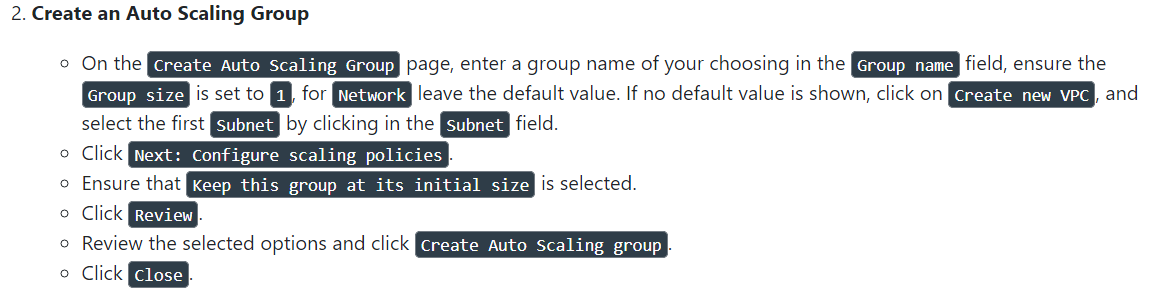 2. Create an Auto Scaling Group
○ On the Create Auto Scaling Group page, enter a group name of your choosing in the Group name field, ensure the
Group size is set to 1, for Network leave the default value. If no default value is shown, click on Create new VPC, and
select the first Subnet by clicking in the Subnet field.
○ Click Next: Configure scaling policies.
○ Ensure that Keep this group at its initial size is selected.
○ Click Review.
○ Review the selected options and click Create Auto Scaling group.
○ Click Close.